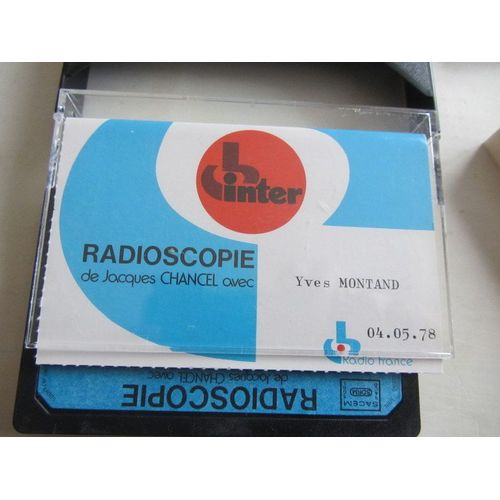 inter
RADIOSCOPIE
de Jacques CHANCEL avec
Yves MONTAND
04.05.78
Radio France
RADIOSCOPIE
de Jacques CHANCEL avec
SACEM
SDRM